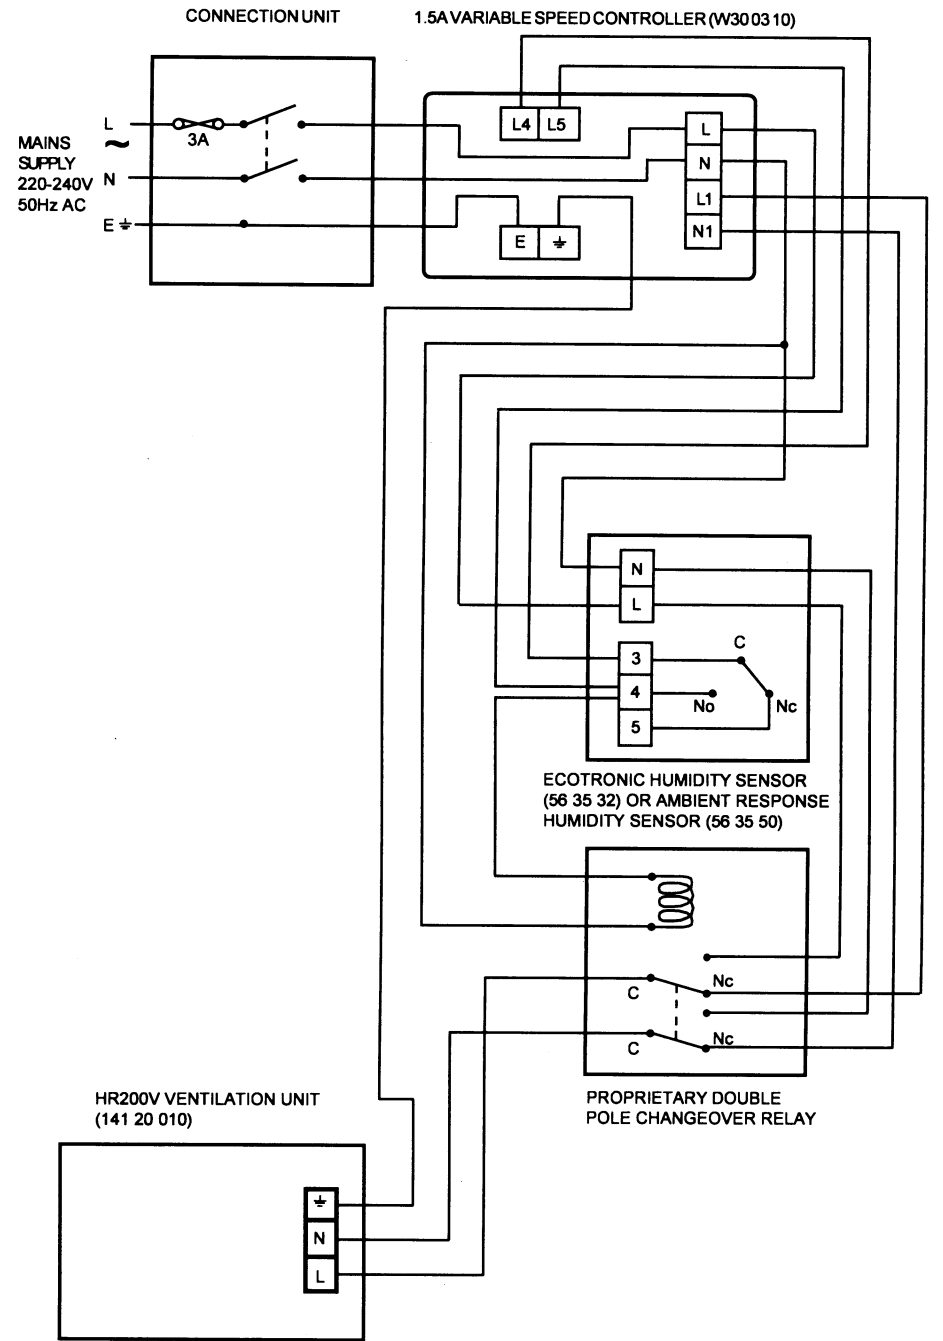 CONNECTION UNIT
1.5A VARIABLE SPEED CONTROLLER (W30 03 10)
L4 L5
L
3A
L
MAINS
SUPPLY
220-240V
50Hz AC
~
N
N
L1
E
N1
E
N
L
3
C
4
No
Nc
5
ECOTRONIC HUMIDITY SENSOR
(56 35 32) OR AMBIENT RESPONSE
HUMIDITY SENSOR (56 35 50)
Nc
C
Nc
C
HR200V VENTILATION UNIT
(141 20 010)
PROPRIETARY DOUBLE
POLE CHANGEOVER RELAY
N
L